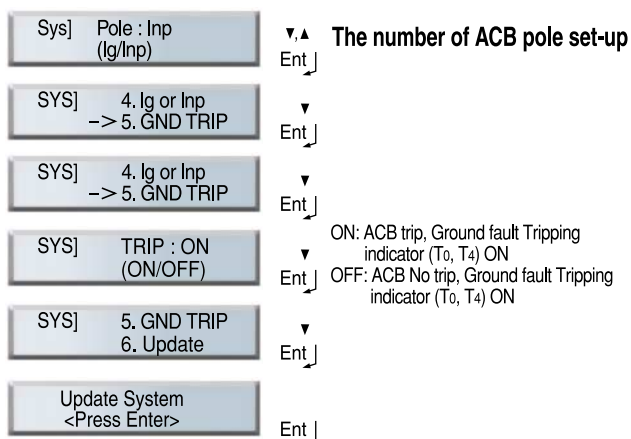 Sys] Pole : Inp
(Ig/Inp)
▼,▲
Ent
The number of ACB pole set-up
SYS] 4. Ig or Inp
–> 5. GND TRIP
▼
Ent
SYS] 4. Ig or Inp
–> 5. GND TRIP
▼
Ent
SYS] TRIP : ON
(ON/OFF)
▼
Ent
ON: ACB trip, Ground fault Tripping
indicator (T0, T4) ON
OFF: ACB No trip, Ground fault Tripping
indicator (T0, T4) ON
SYS] 5. GND TRIP
6. Update
▼
Ent
Update System
<Press Enter>
Ent